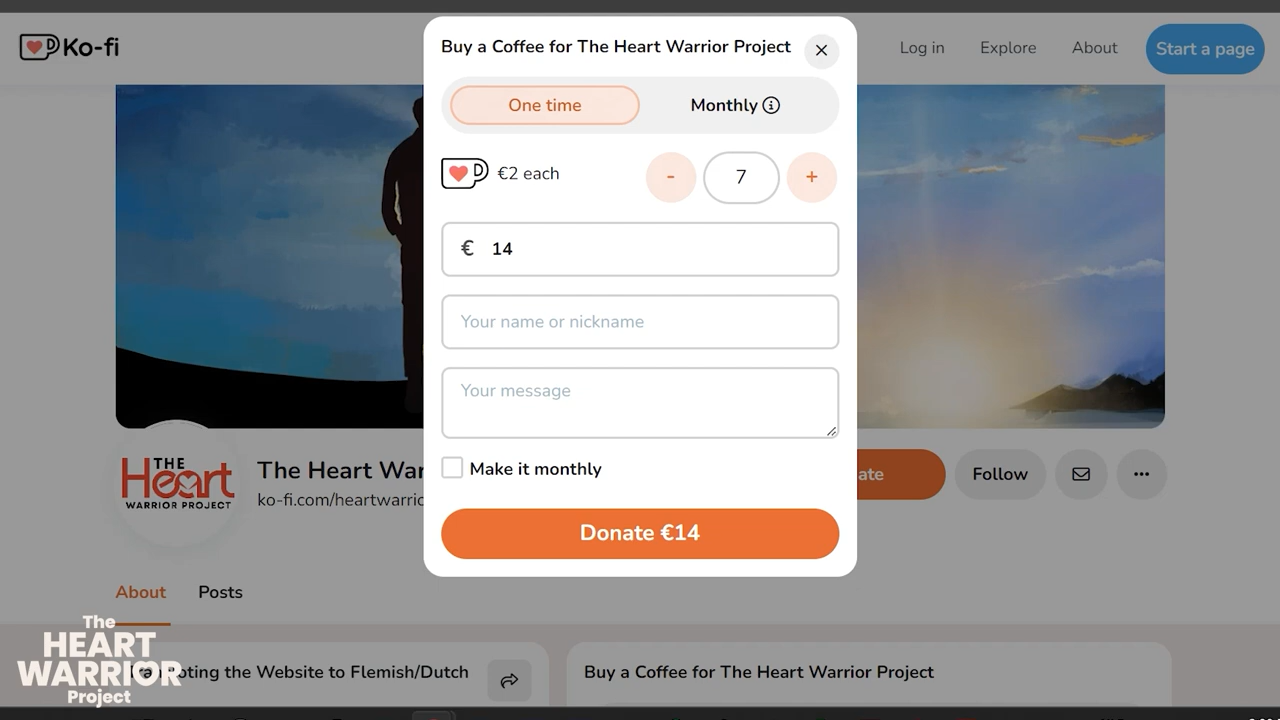 Ko-fi
Log in
Explore
About
Start a page
Buy a Coffee for The Heart Warrior Project
One time
Monthly
€2 each
-
7
+
€ 14
Your name or nickname
Your message
Make it monthly
Donate €14
THE
Heart
WARRIOR PROJECT
The Heart War
ko-fi.com/heartwarric
ate
Follow
About
Posts
The
HEART
WARRIOR
Project
the Website to Flemish/Dutch
Buy a Coffee for The Heart Warrior Project